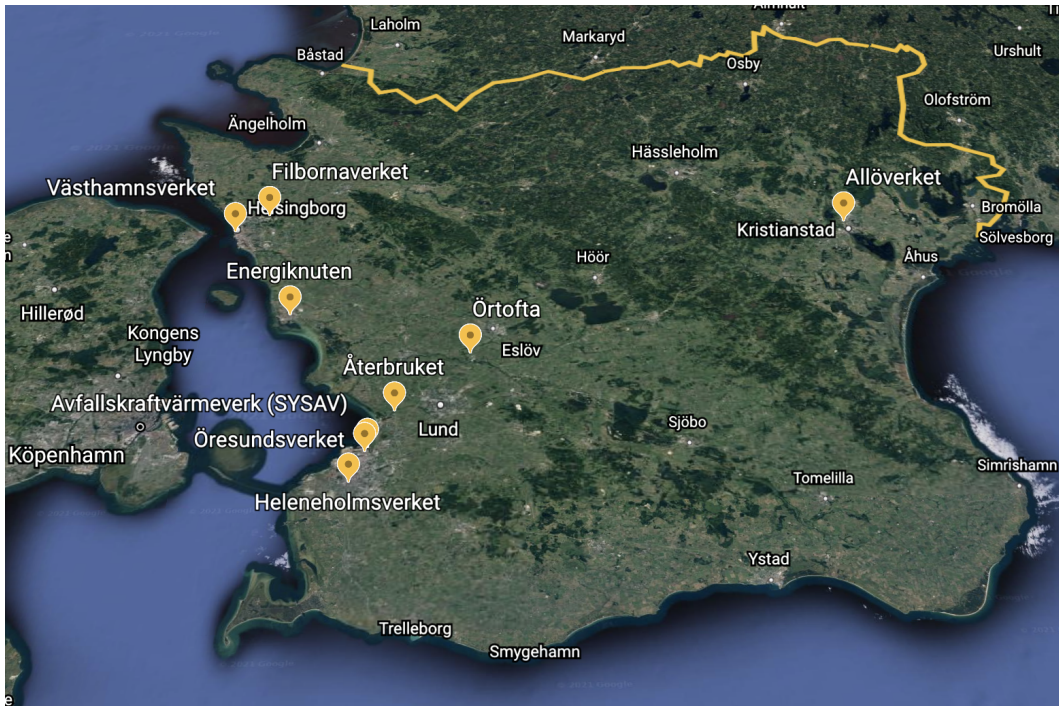 Laholm
Markaryd
Urshult
Båstad
Osby
Olofström
Ängelholm
Hässleholm
Filbornaverket
Västhamnsverket
Helsingborg
Allöverket
Bromölla
Kristianstad
Sölvesborg
Höör
Åhus
Energiknuten
Hillerød
Kongens
Lyngby
Örtofta
Eslöv
Återbruket
Avfallskraftvärmeverk (SYSAV)
Lund
Sjöbo
Öresundsverket
Köpenhamn
Simrishamn
Tomelilla
Heleneholmsverket
Ystad
Trelleborg
Smygehamn